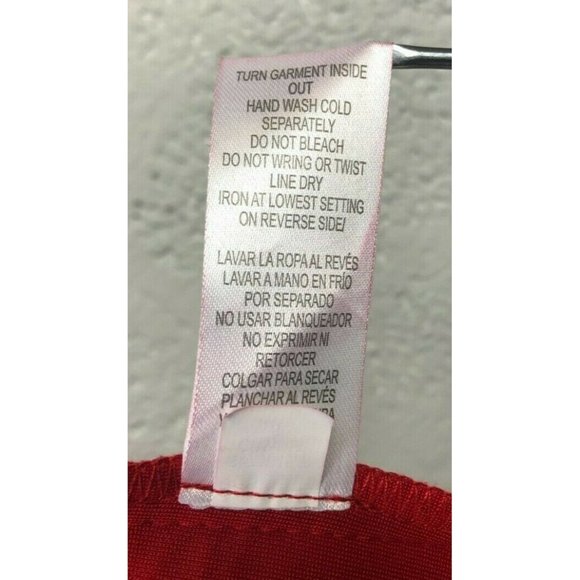 TURN GARMENT INSIDE
OUT
HAND WASH COLD
SEPARATELY
DO NOT BLEACH
DO NOT WRING OR TWIST
LINE DRY
IRON AT LOWEST SETTING
ON REVERSE SIDE/
LAVAR LA ROPA AL REVÉS
LAVAR A MANO EN FRÍO
POR SEPARADO
NO USAR BLANQUEADOR
NO EXPRIMIR NI
RETORCER
COLGAR PARA SECAR
PLANCHAR AL REVÉS